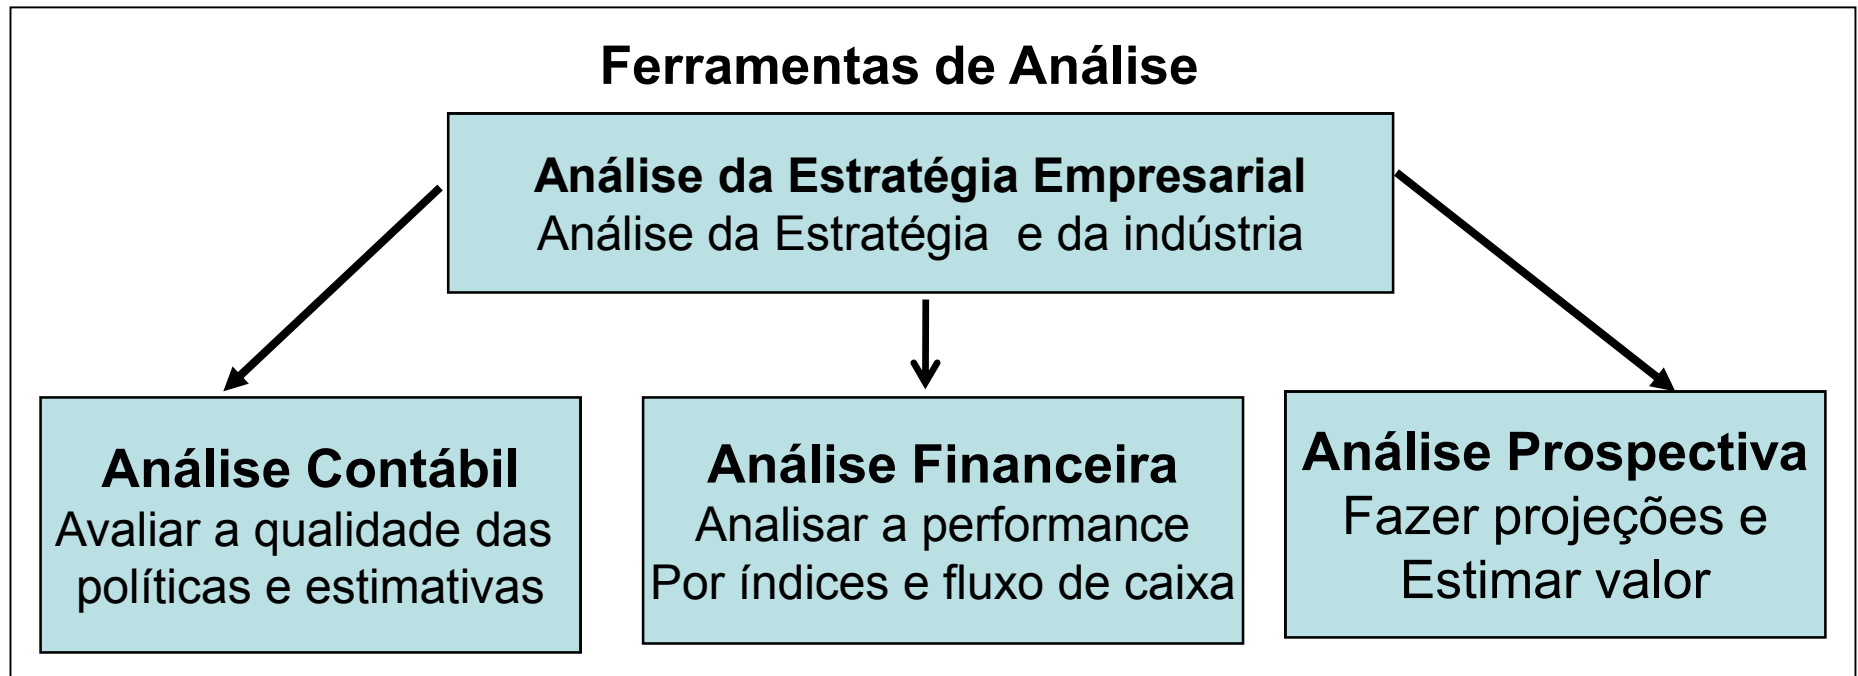 Ferramentas de Análise
Análise da Estratégia Empresarial
Análise da Estratégia e da indústria
Análise Contábil
Avaliar a qualidade das
políticas e estimativas
Análise Financeira
Analisar a performance
Por índices e fluxo de caixa
Análise Prospectiva
Fazer projeções e
Estimar valor